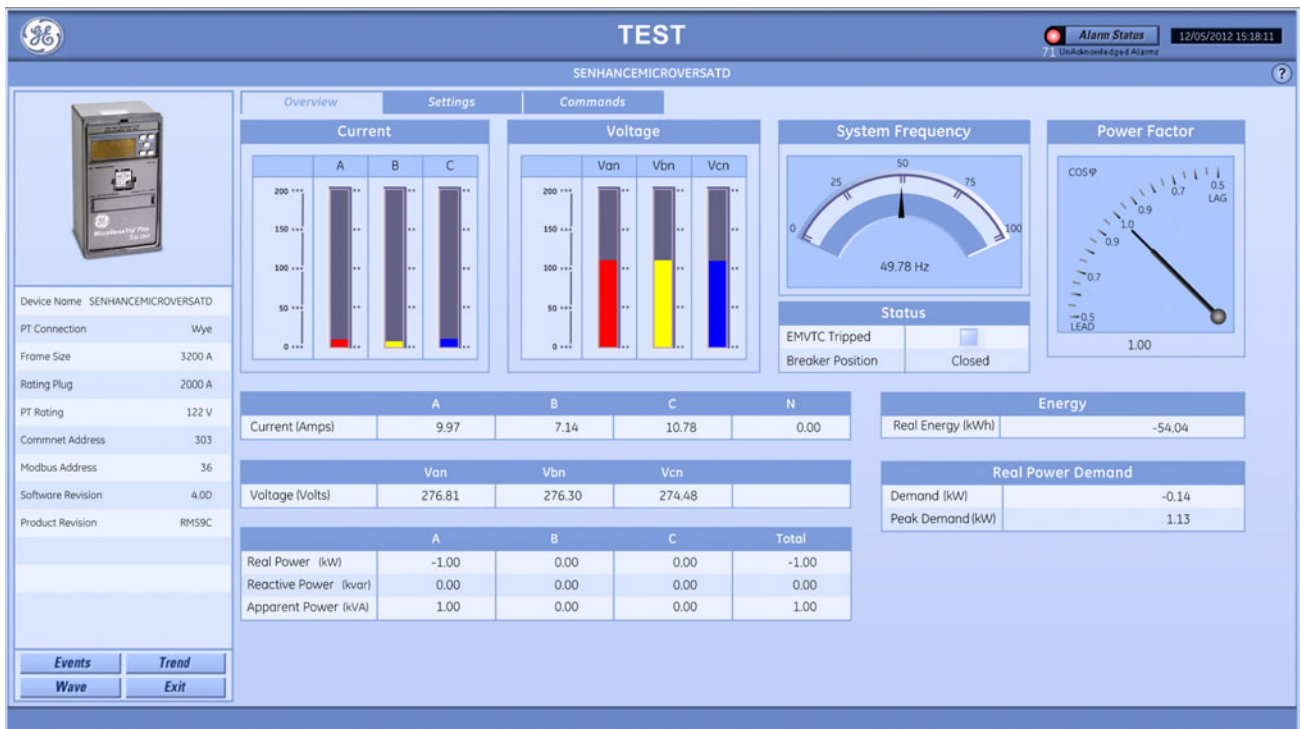 TEST
Alarm Status
12/05/2012 15:18:11
71 UnAcknowledged Alarms
SENHANCEMICROVERSATD
?
Overview Settings Commands
Current
A B C
200
150
100
50
0
Voltage
Van Vbn Vcn
200
150
100
50
0
System Frequency
0 25 50 75 100
49.78 Hz
Status
EMVTC Tripped
Breaker Position Closed
Power Factor
COSφ
0.5 LEAD
0.7
0.9
1.0
0.9
0.7
0.5 LAG
1.00
GE
MicroVersaTrip Plus
Trip Unit
Device Name SENHANCEMICROVERSATD
PT Connection Wye
Frame Size 3200 A
Rating Plug 2000 A
PT Rating 122 V
Commnet Address 303
Modbus Address 36
Software Revision 4.0D
Product Revision RMS9C
A B C N
Current (Amps) 9.97 7.14 10.78 0.00
Van Vbn Vcn
Voltage (Volts) 276.81 276.30 274.48
A B C Total
Real Power (kW) -1.00 0.00 0.00 -1.00
Reactive Power (kvar) 0.00 0.00 0.00 0.00
Apparent Power (kVA) 1.00 0.00 0.00 1.00
Energy
Real Energy (kWh) -54.04
Real Power Demand
Demand (kW) -0.14
Peak Demand (kW) 1.13
Events Trend
Wave Exit